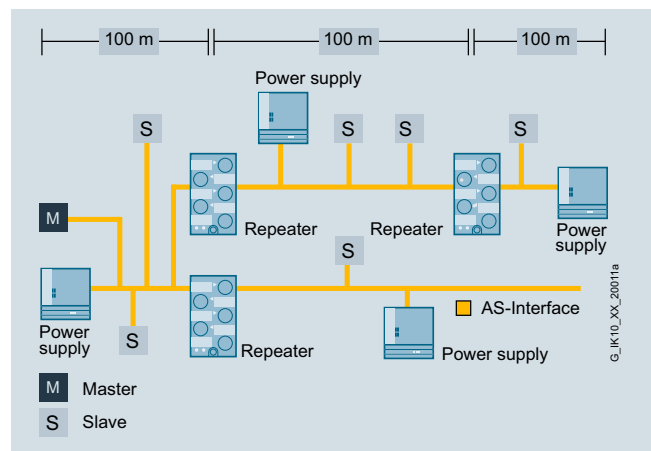 100 m
100 m
100 m
Power supply
S
S
S
S
M
Repeater
Repeater
Power
supply
S
Power
supply
S
Repeater
AS-Interface
Power supply
G_IK10_XX_20011a
M Master
S Slave